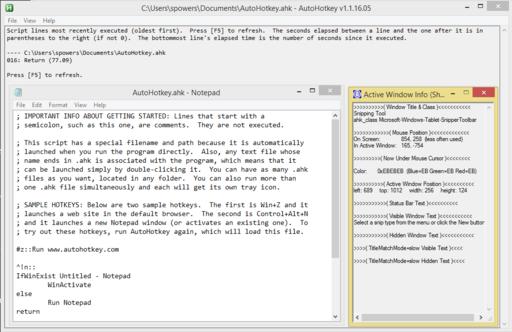 C:\Users\spowers\Documents\AutoHotkey.ahk - AutoHotkey v1.1.16.05
File View Help
Script lines most recently executed (oldest first). Press [F5] to refresh. The seconds elapsed between a line and the one after it is in
parentheses to the right (if not 0). The bottommost line's elapsed time is the number of seconds since it executed.
---- C:\Users\spowers\Documents\AutoHotkey.ahk
016: Return (77.09)
Press [F5] to refresh.
AutoHotkey.ahk - Notepad
File Edit Format View Help
; IMPORTANT INFO ABOUT GETTING STARTED: Lines that start with a
; semicolon, such as this one, are comments. They are not executed.
; This script has a special filename and path because it is automatically
; launched when you run the program directly. Also, any text file whose
; name ends in .ahk is associated with the program, which means that it
; can be launched simply by double-clicking it. You can have as many .ahk
; files as you want, located in any folder. You can also run more than
; one .ahk file simultaneously and each will get its own tray icon.
; SAMPLE HOTKEYS: Below are two sample hotkeys. The first is Win+Z and it
; launches a web site in the default browser. The second is Control+Alt+N
; and it launches a new Notepad window (or activates an existing one). To
; try out these hotkeys, run AutoHotkey again, which will load this file.
#z::Run www.autohotkey.com
^!n::
IfWinExist Untitled - Notepad
WinActivate
else
Run Notepad
return
Active Window Info (Sh...
>>>>>>>>>>( Window Title & Class )<<<<<<<<<<<
Snipping Tool
ahk_class Microsoft-Windows-Tablet-SnipperToolbar
>>>>>>>>>>>>( Mouse Position )<<<<<<<<<<<<<
On Screen: 854, 258 (less often used)
In Active Window: 165, -754
>>>>>>>>>( Now Under Mouse Cursor )<<<<<<<<
Color: 0xEBEBEB (Blue=EB Green=EB Red=EB)
>>>>>>>>>>( Active Window Position )<<<<<<<<<<
left: 689 top: 1012 width: 256 height: 124
>>>>>>>>>>>( Status Bar Text )<<<<<<<<<<
>>>>>>>>>>>( Visible Window Text )<<<<<<<<<<<
Select a snip type from the menu or click the New button
>>>>>>>>>>>( Hidden Window Text )<<<<<<<<<<<
>>>>( TitleMatchMode=slow Visible Text )<<<<
>>>>( TitleMatchMode=slow Hidden Text )<<<<